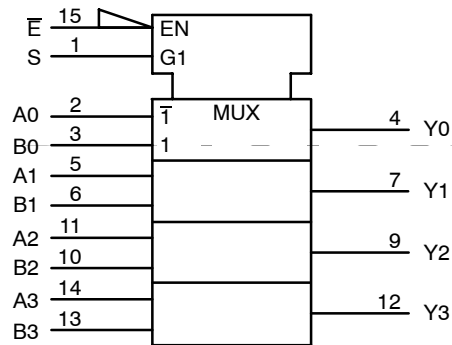 E̅ 15 EN
S 1 G1
MUX
A0 2 1̅ 4 Y0
B0 3 1
A1 5 7 Y1
B1 6
A2 11 9 Y2
B2 10
A3 14 12 Y3
B3 13